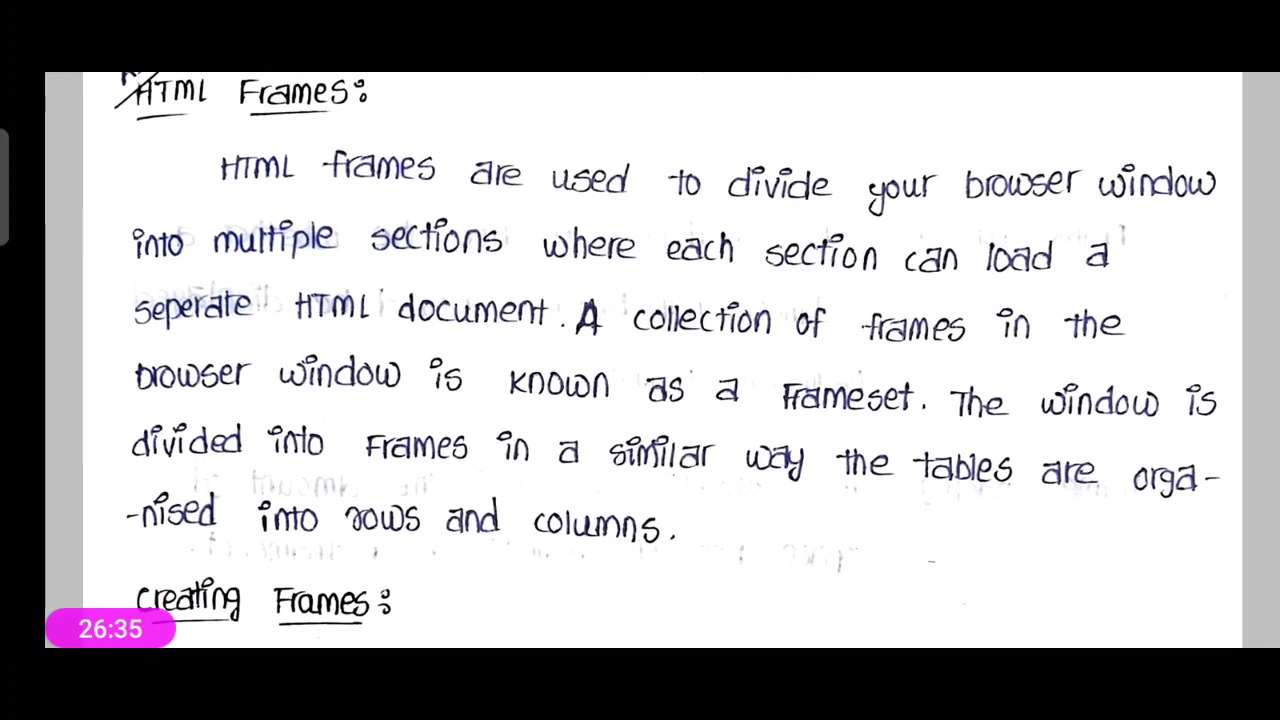 HTML Frames:
HTML frames are used to divide your browser window
into multiple sections where each section can load a
seperate HTML document. A collection of frames in the
browser window is known as a Frameset. The window is
divided into Frames in a similar way the tables are orga-
-nised into rows and columns.
Creating Frames:
26:35